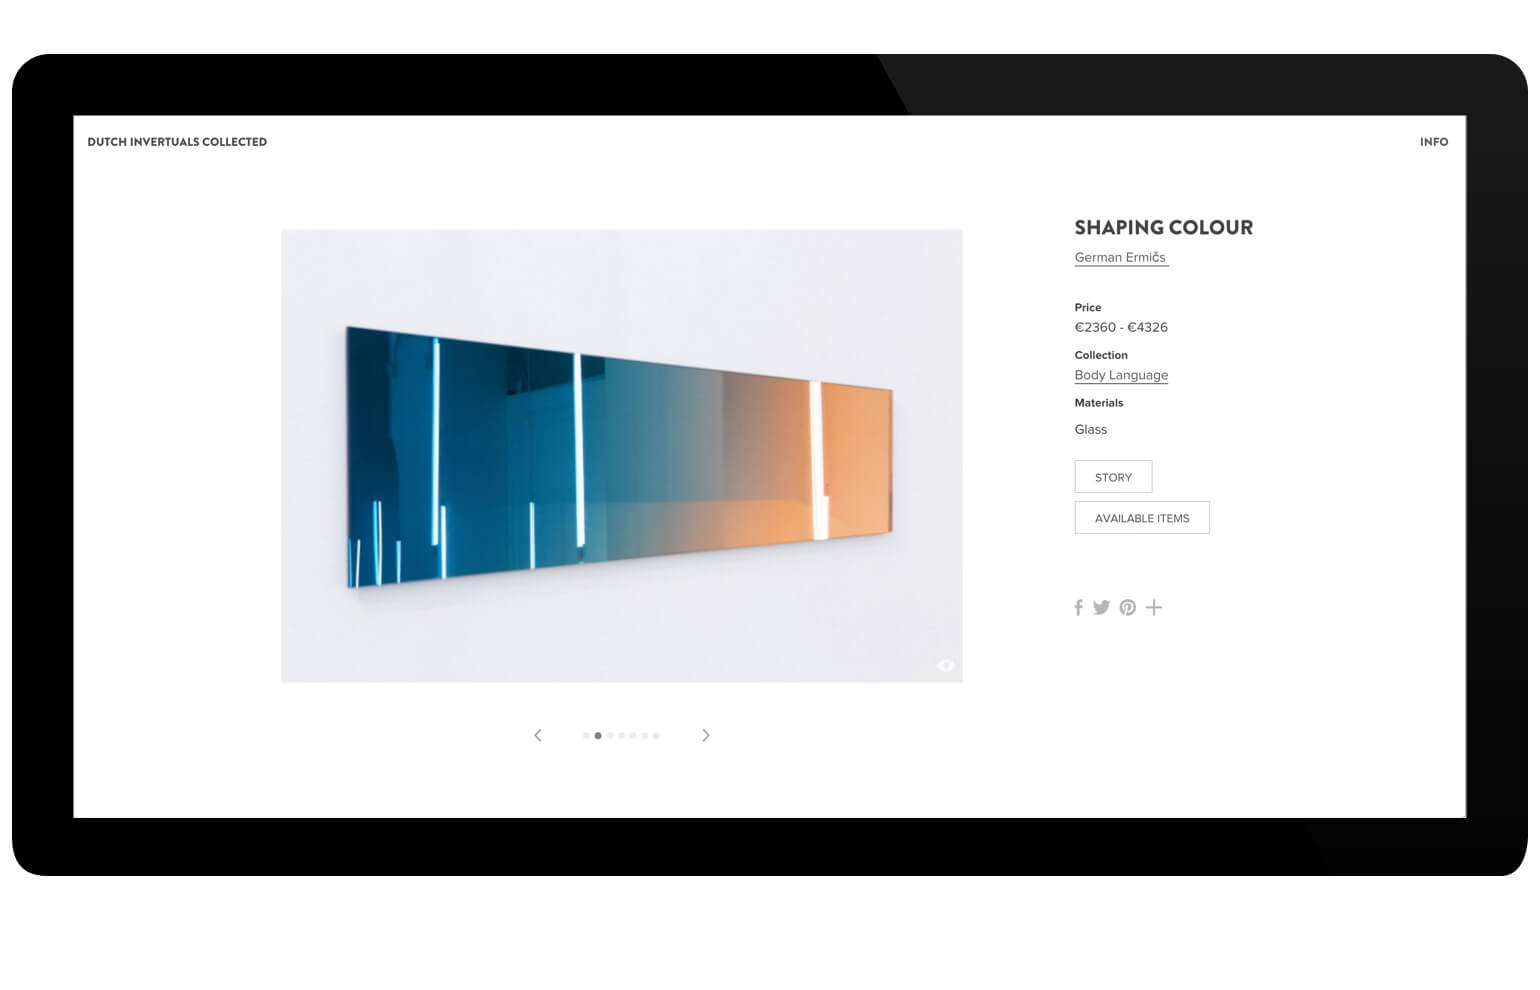 DUTCH INVERTUALS COLLECTED
INFO
SHAPING COLOUR
German Ermičs
Price
€2360 - €4326
Collection
Body Language
Materials
Glass
STORY
AVAILABLE ITEMS